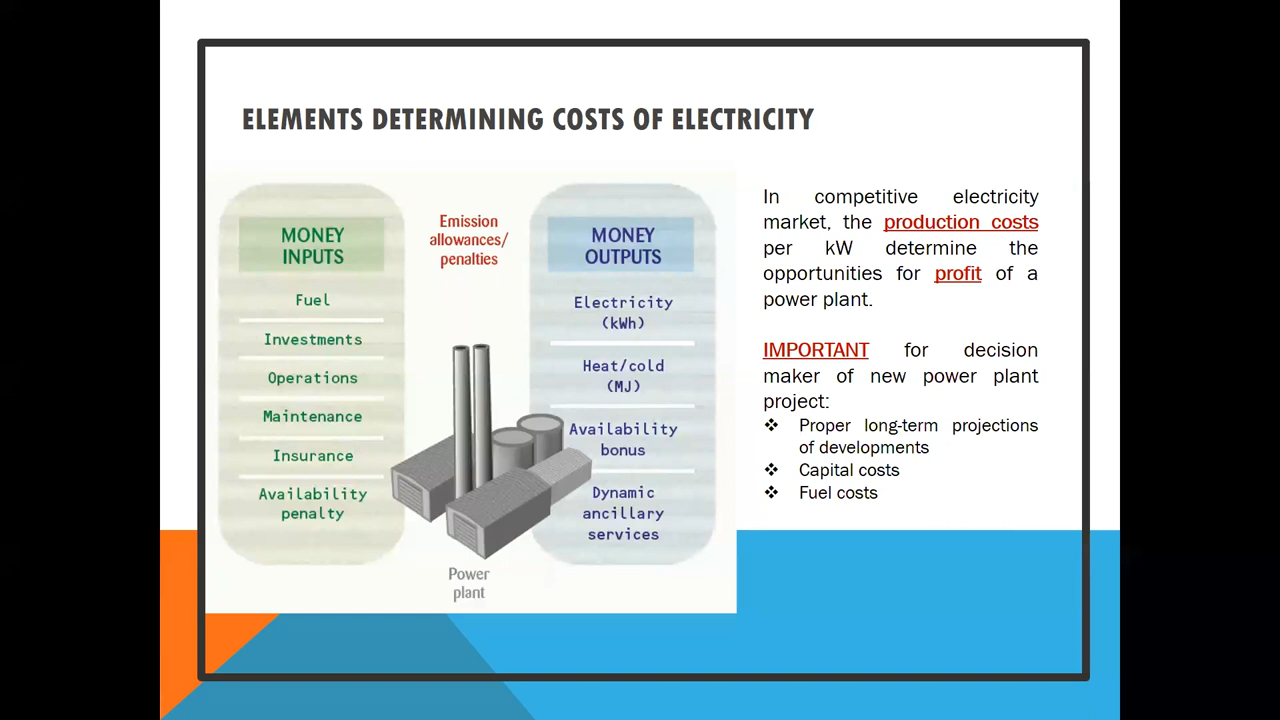 ELEMENTS DETERMINING COSTS OF ELECTRICITY
MONEY
INPUTS
Fuel
Investments
Operations
Maintenance
Insurance
Availability
penalty
Emission
allowances/
penalties
Power
plant
MONEY
OUTPUTS
Electricity
(kWh)
Heat/cold
(MJ)
Availability
bonus
Dynamic
ancillary
services
In competitive electricity
market, the production costs
per kW determine the
opportunities for profit of a
power plant.
IMPORTANT for decision
maker of new power plant
project:
❖ Proper long-term projections
of developments
❖ Capital costs
❖ Fuel costs